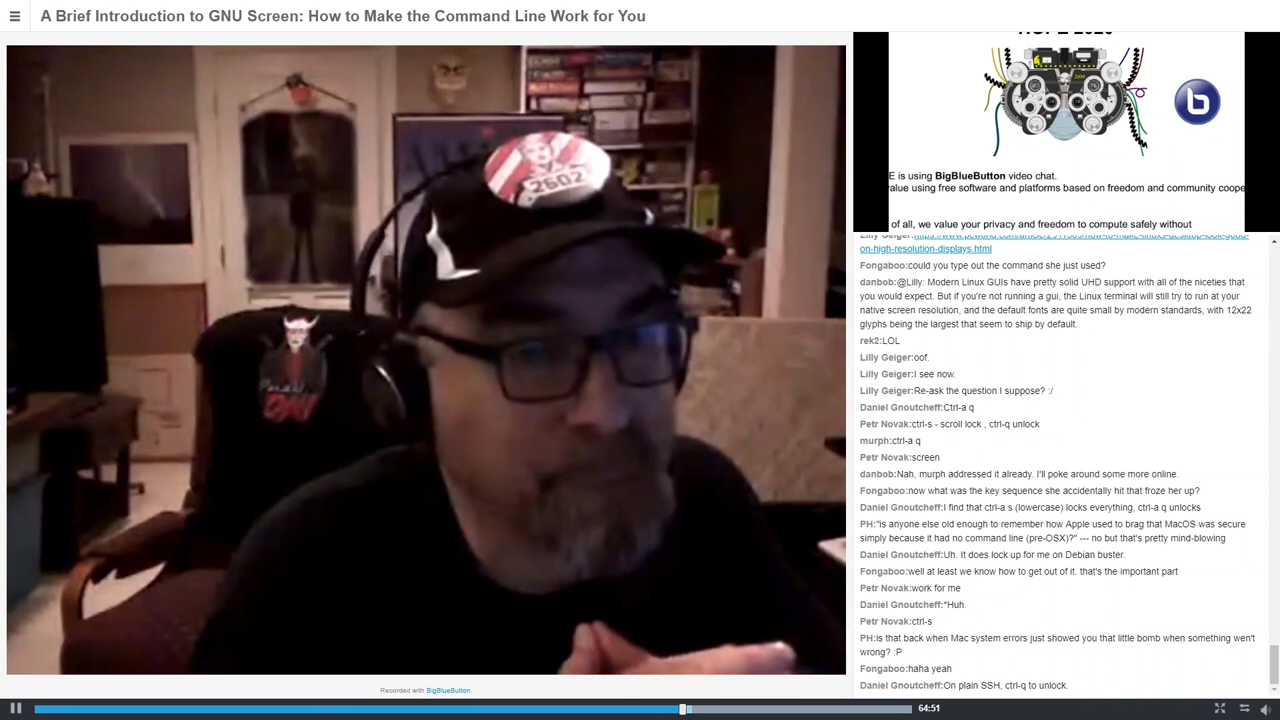 A Brief Introduction to GNU Screen: How to Make the Command Line Work for You
2602
HOPE 2020
b
E is using BigBlueButton video chat.
value using free software and platforms based on freedom and community coope
of all, we value your privacy and freedom to compute safely without
on-high-resolution-displays.html
Fongaboo:could you type out the command she just used?
danbob:@Lilly: Modern Linux GUIs have pretty solid UHD support with all of the niceties that
you would expect. But if you're not running a gui, the Linux terminal will still try to run at your
native screen resolution, and the default fonts are quite small by modern standards, with 12x22
glyphs being the largest that seem to ship by default.
rek2:LOL
Lilly Geiger:oof.
Lilly Geiger:I see now.
Lilly Geiger:Re-ask the question I suppose? :/
Daniel Gnoutcheff:Ctrl-a q
Petr Novak:ctrl-s - scroll lock , ctrl-q unlock
murph:ctrl-a q
Petr Novak:screen
danbob:Nah, murph addressed it already. I'll poke around some more online.
Fongaboo:now what was the key sequence she accidentally hit that froze her up?
Daniel Gnoutcheff:I find that ctrl-a s (lowercase) locks everything, ctrl-a q unlocks
PH:"is anyone else old enough to remember how Apple used to brag that MacOS was secure
simply because it had no command line (pre-OSX)?" --- no but that's pretty mind-blowing
Daniel Gnoutcheff:Uh. It does lock up for me on Debian buster.
Fongaboo:well at least we know how to get out of it. that's the important part
Petr Novak:work for me
Daniel Gnoutcheff:*Huh.
Petr Novak:ctrl-s
PH:is that back when Mac system errors just showed you that little bomb when something wen't
wrong? :P
Fongaboo:haha yeah
Daniel Gnoutcheff:On plain SSH, ctrl-q to unlock.
Recorded with BigBlueButton.
64:51